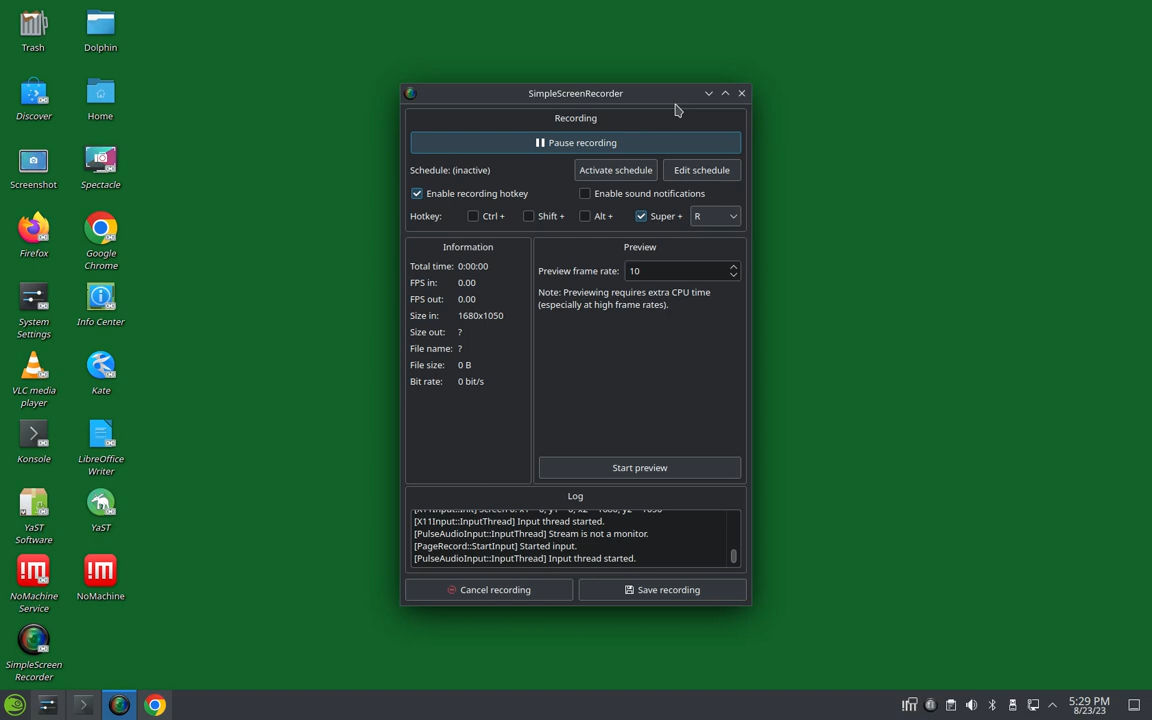 Trash
Dolphin
Discover
Home
Screenshot
Spectacle
Firefox
Google
Chrome
System
Settings
Info Center
VLC media
player
Kate
Konsole
LibreOffice
Writer
YaST
Software
YaST
NoMachine
Service
NoMachine
SimpleScreen
Recorder
SimpleScreenRecorder
Recording
Pause recording
Schedule: (inactive)
Activate schedule
Edit schedule
Enable recording hotkey
Enable sound notifications
Hotkey:
Ctrl +
Shift +
Alt +
Super +
R
Information
Total time: 0:00:00
FPS in: 0.00
FPS out: 0.00
Size in: 1680x1050
Size out: ?
File name: ?
File size: 0 B
Bit rate: 0 bit/s
Preview
Preview frame rate: 10
Note: Previewing requires extra CPU time
(especially at high frame rates).
Start preview
Log
[X11Input::InputThread] Input thread started.
[PulseAudioInput::InputThread] Stream is not a monitor.
[PageRecord::StartInput] Started input.
[PulseAudioInput::InputThread] Input thread started.
Cancel recording
Save recording
5:29 PM
8/23/23